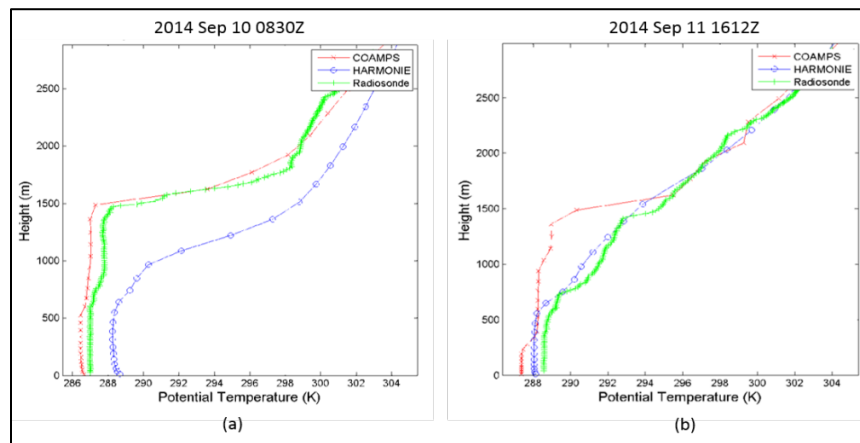 2014 Sep 10 0830Z
2014 Sep 11 1612Z
COAMPS
HARMONIE
Radiosonde
Height (m)
2500
2000
1500
1000
500
0
286 288 290 292 294 296 298 300 302 304
Potential Temperature (K)
(a)
COAMPS
HARMONIE
Radiosonde
Height (m)
2500
2000
1500
1000
500
0
288 290 292 294 296 298 300 302 304
Potential Temperature (K)
(b)